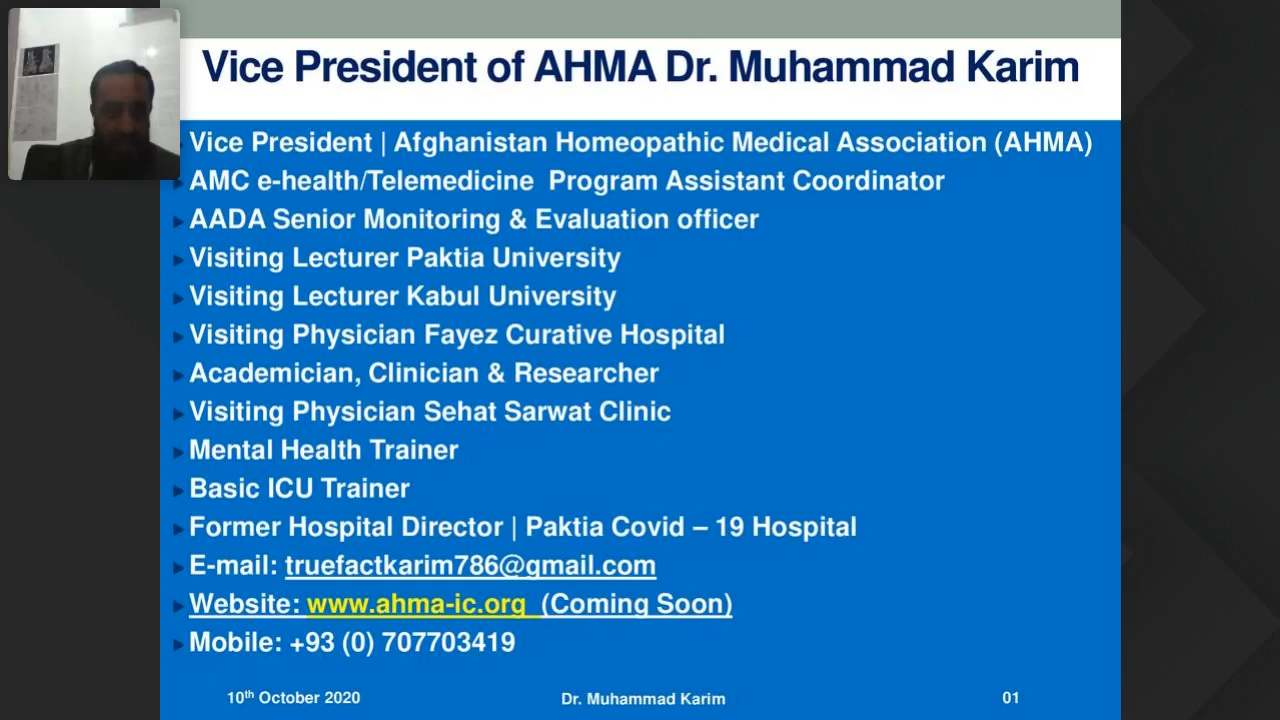 Vice President of AHMA Dr. Muhammad Karim
Vice President | Afghanistan Homeopathic Medical Association (AHMA)
AMC e-health/Telemedicine Program Assistant Coordinator
AADA Senior Monitoring & Evaluation officer
Visiting Lecturer Paktia University
Visiting Lecturer Kabul University
Visiting Physician Fayez Curative Hospital
Academician, Clinician & Researcher
Visiting Physician Sehat Sarwat Clinic
Mental Health Trainer
Basic ICU Trainer
Former Hospital Director | Paktia Covid – 19 Hospital
E-mail: truefactkarim786@gmail.com
Website: www.ahma-ic.org (Coming Soon)
Mobile: +93 (0) 707703419
10th October 2020 Dr. Muhammad Karim 01